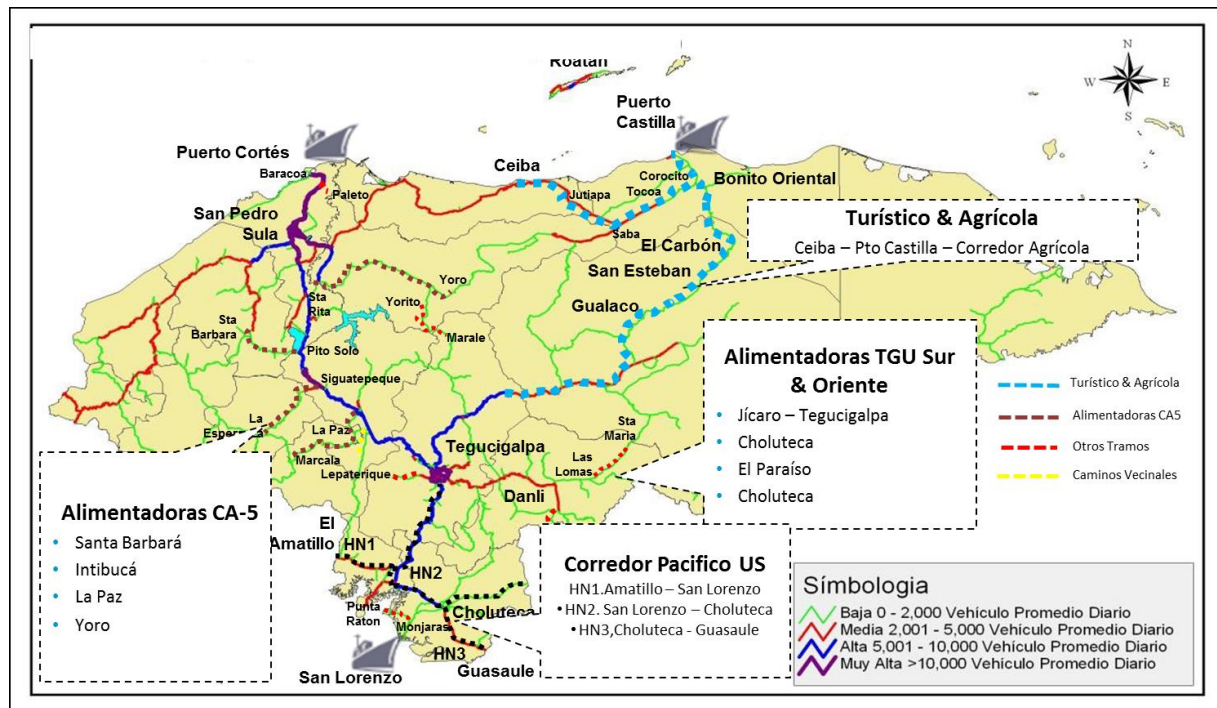 N
W
E
S
Roatan
Puerto
Castilla
Puerto Cortés
Baracoa
Paleto
San Pedro
Sula
Ceiba
Jutiapa
Corocito
Tocoa
Bonito Oriental
Saba
Turístico & Agrícola
Ceiba – Pto Castilla – Corredor Agrícola
El Carbón
San Esteban
Gualaco
Yoro
Yorito
Marale
Sta
Rita
Sta
Barbara
Pito Solo
Siguatepeque
La
Esperanza
La Paz
Marcala
Lepaterique
Tegucigalpa
Sta
Maria
Las
Lomas
Danli
Alimentadoras TGU Sur
& Oriente
• Jícaro – Tegucigalpa
• Choluteca
• El Paraíso
• Choluteca
Turístico & Agrícola
Alimentadoras CA5
Otros Tramos
Caminos Vecinales
Alimentadoras CA-5
• Santa Barbará
• Intibucá
• La Paz
• Yoro
El
Amatillo
HN1
HN2
Punta
Raton
Monjaras
Choluteca
HN3
Guasaule
San Lorenzo
Corredor Pacifico US
HN1.Amatillo – San Lorenzo
•HN2. San Lorenzo – Choluteca
•HN3,Choluteca - Guasaule
Símbologia
Baja 0 - 2,000 Vehículo Promedio Diario
Media 2,001 - 5,000 Vehículo Promedio Diario
Alta 5,001 - 10,000 Vehículo Promedio Diario
Muy Alta >10,000 Vehículo Promedio Diario